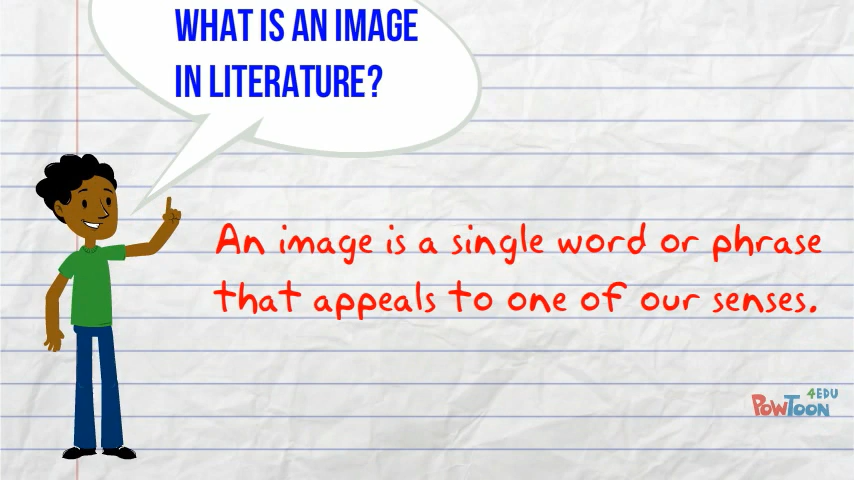 WHAT IS AN IMAGE
IN LITERATURE?
An image is a single word or phrase
that appeals to one of our senses.
4EDU
POWTOON